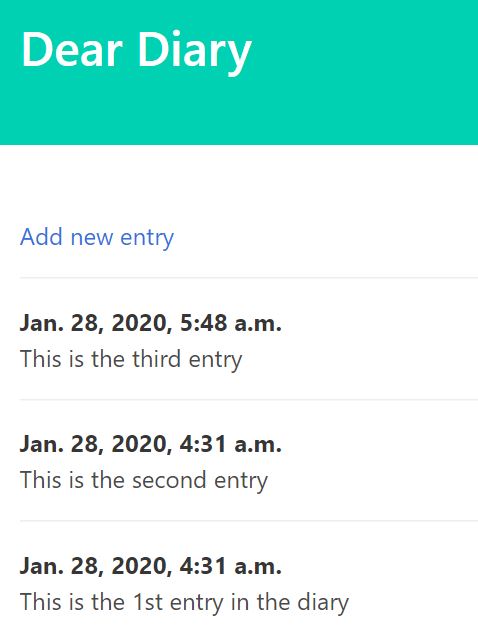 Dear Diary
Add new entry
Jan. 28, 2020, 5:48 a.m.
This is the third entry
Jan. 28, 2020, 4:31 a.m.
This is the second entry
Jan. 28, 2020, 4:31 a.m.
This is the 1st entry in the diary